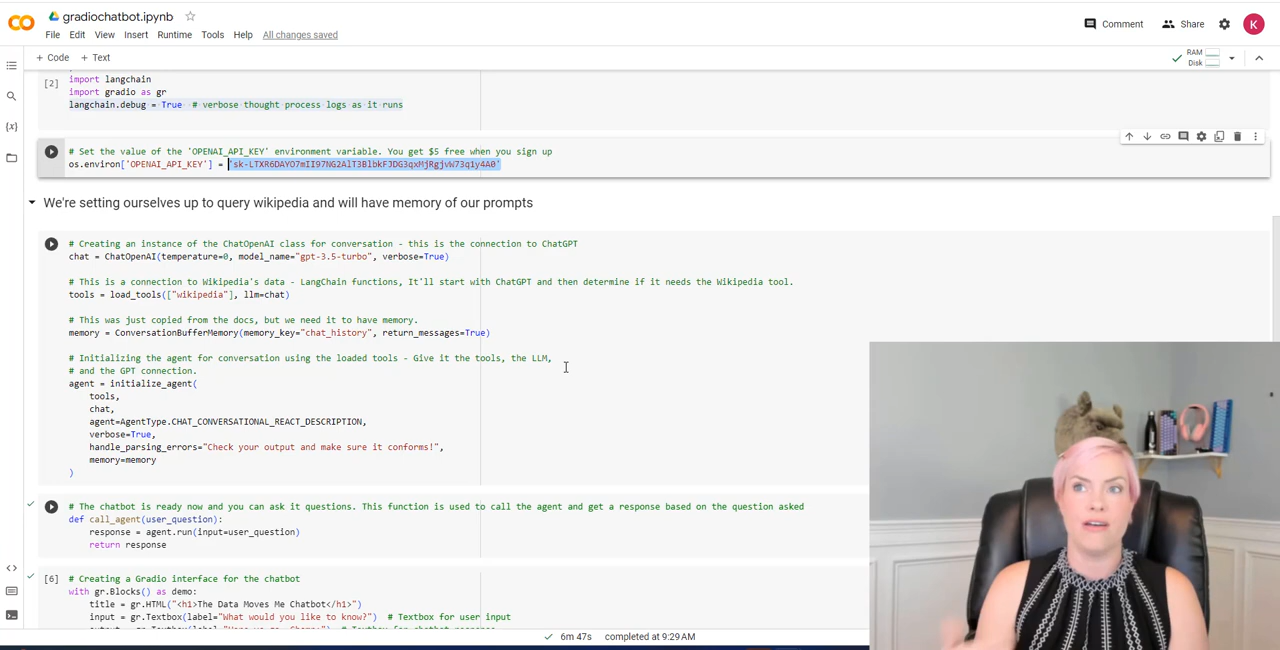 gradiochatbot.ipynb
Comment
Share
K
File Edit View Insert Runtime Tools Help All changes saved
+ Code + Text
RAM
Disk
[2]
import langchain
import gradio as gr
langchain.debug = True # verbose thought process logs as it runs
# Set the value of the 'OPENAI_API_KEY' environment variable. You get $5 free when you sign up
os.environ['OPENAI_API_KEY'] =
We're setting ourselves up to query wikipedia and will have memory of our prompts
# Creating an instance of the ChatOpenAI class for conversation - this is the connection to ChatGPT
chat = ChatOpenAI(temperature=0, model_name="gpt-3.5-turbo", verbose=True)
# This is a connection to Wikipedia's data - LangChain functions, It'll start with ChatGPT and then determine if it needs the Wikipedia tool.
tools = load_tools(["wikipedia"], llm=chat)
# This was just copied from the docs, but we need it to have memory.
memory = ConversationBufferMemory(memory_key="chat_history", return_messages=True)
# Initializing the agent for conversation using the loaded tools - Give it the tools, the LLM,
# and the GPT connection.
agent = initialize_agent(
tools,
chat,
agent=AgentType.CHAT_CONVERSATIONAL_REACT_DESCRIPTION,
verbose=True,
handle_parsing_errors="Check your output and make sure it conforms!",
memory=memory
)
# The chatbot is ready now and you can ask it questions. This function is used to call the agent and get a response based on the question asked
def call_agent(user_question):
response = agent.run(input=user_question)
return response
[6]
# Creating a Gradio interface for the chatbot
with gr.Blocks() as demo:
title = gr.HTML("<h1>The Data Moves Me Chatbot</h1>")
input = gr.Textbox(label="What would you like to know?") # Textbox for user input
6m 47s completed at 9:29 AM